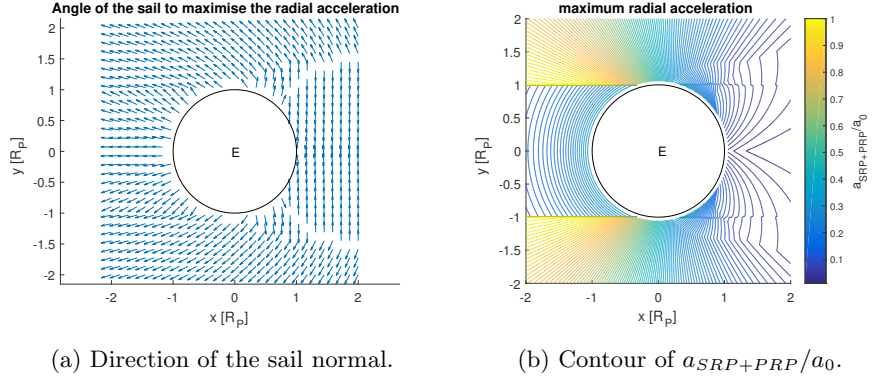 Angle of the sail to maximise the radial acceleration
2
1.5
1
0.5
0
-0.5
-1
-1.5
-2
y [R_P]
E
-2 -1 0 1 2
x [R_P]
(a) Direction of the sail normal.
maximum radial acceleration
2
1.5
1
0.5
0
-0.5
-1
-1.5
-2
y [R_P]
E
-2 -1 0 1 2
x [R_P]
1
0.9
0.8
0.7
0.6
0.5
0.4
0.3
0.2
0.1
a_{SRP+PRP}/a_0
(b) Contour of a_{SRP+PRP}/a_0.